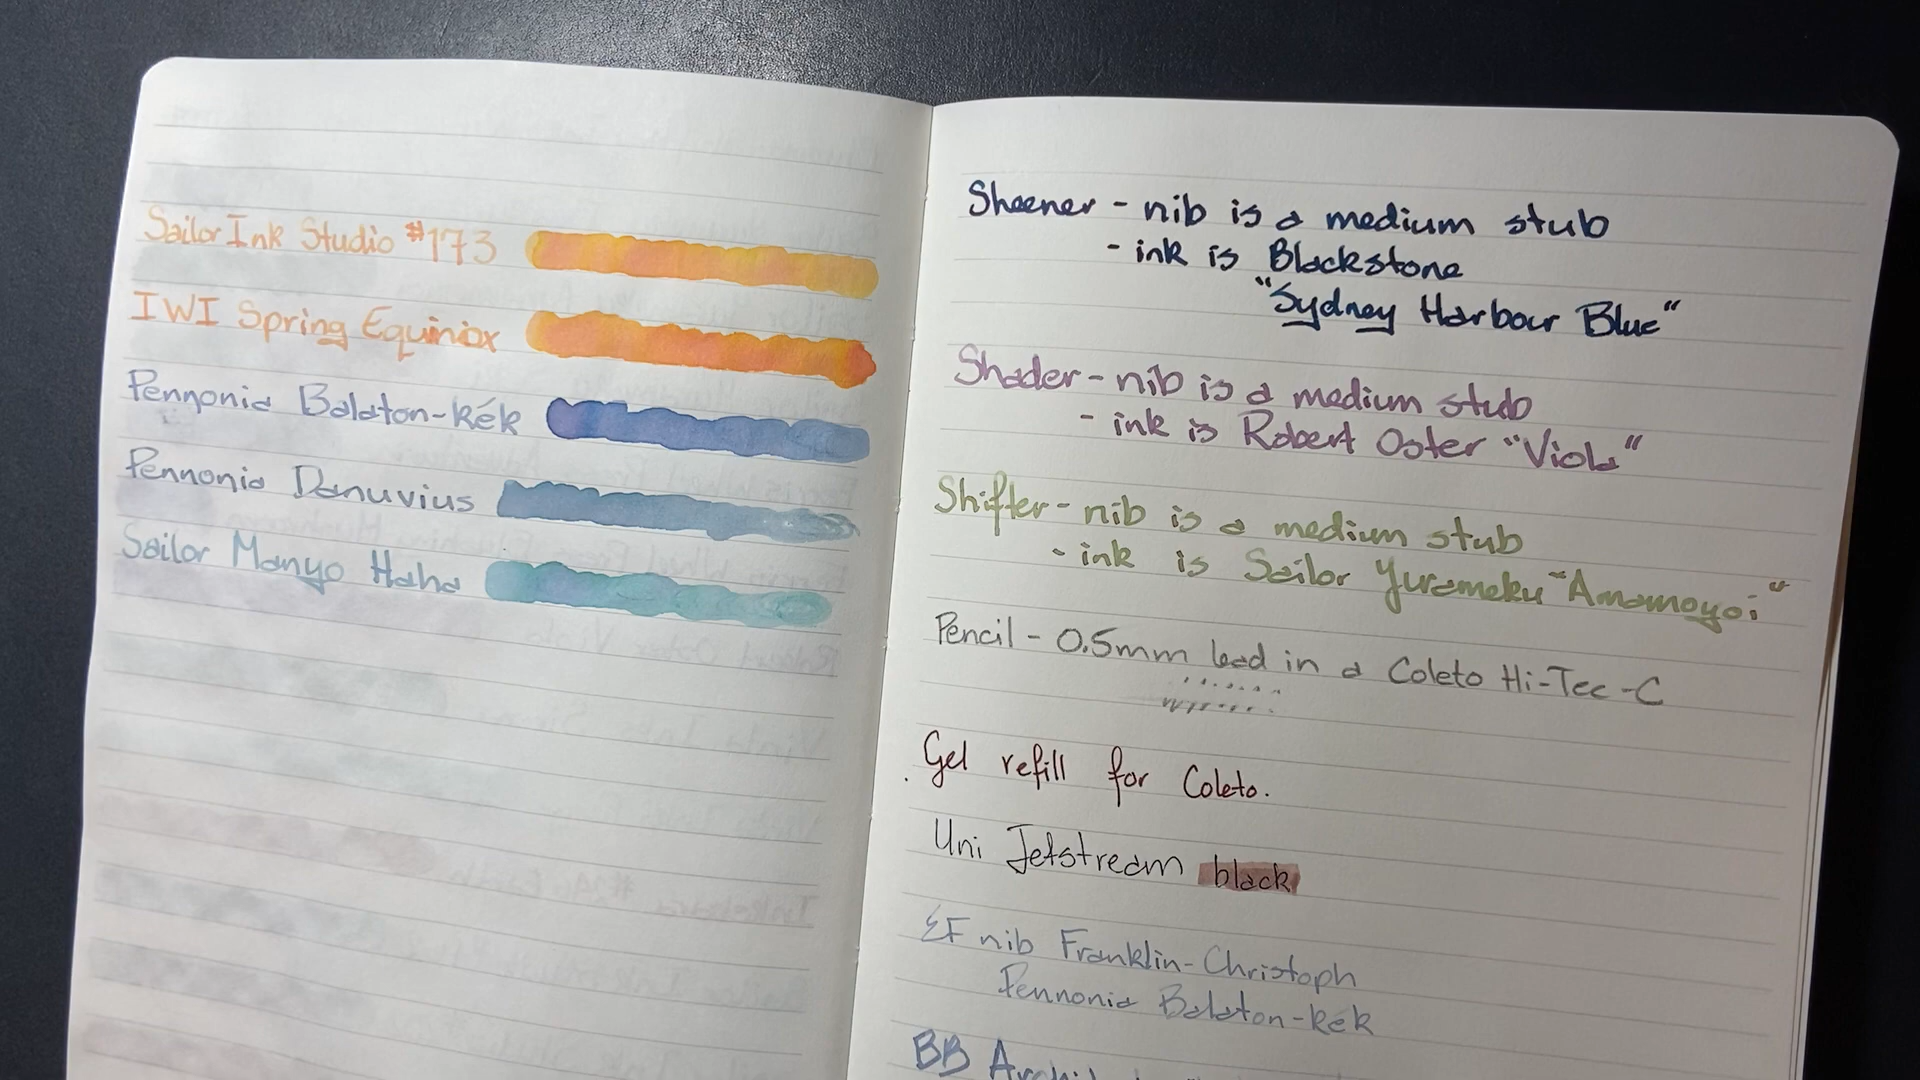 Sailor Ink Studio #173
IWI Spring Equinox
Pennonia Balaton-kék
Pennonia Danuvius
Sailor Manyo Haha
Sheener - nib is a medium stub
- ink is Blackstone
"Sydney Harbour Blue"
Shader - nib is a medium stub
- ink is Robert Oster "Viola"
Shifter - nib is a medium stub
- ink is Sailor Yurameku "Amamoyoi"
Pencil - 0.5mm lead in a Coleto Hi-Tec-C
Gel refill for Coleto.
Uni Jetstream black
EF nib Franklin-Christoph
Pennonia Balaton-kék
BB